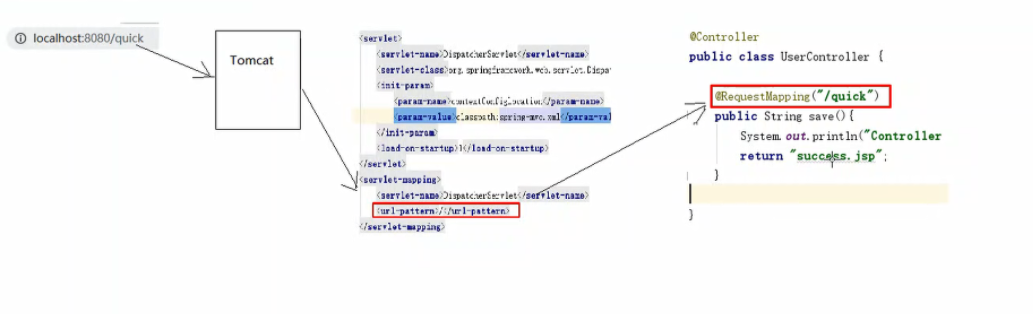 localhost:8080/quick
Tomcat
<servlet>
<servlet-name>DispatcherServlet</servlet-name>
<servlet-class>org.springframework.web.servlet.Dispat
<init-param>
<param-name>contextConfigLocation</param-name>
<param-value>classpath:spring-mvc.xml</param-val
</init-param>
<load-on-startup>1</load-on-startup>
</servlet>
<servlet-mapping>
<servlet-name>DispatcherServlet</servlet-name>
<url-pattern>/</url-pattern>
</servlet-mapping>
@Controller
public class UserController {
@RequestMapping("/quick")
public String save(){
System.out.println("Controller
return "success.jsp";
}
}